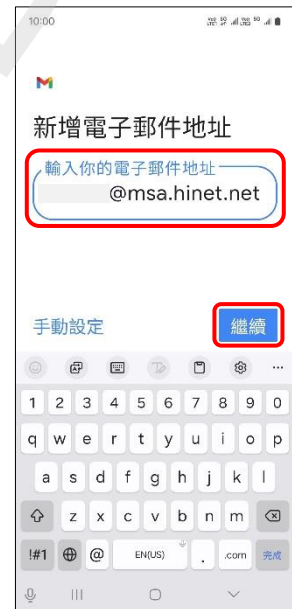 10:00
新增電子郵件地址
輸入你的電子郵件地址
@msa.hinet.net
手動設定
繼續
1 2 3 4 5 6 7 8 9 0
q w e r t y u i o p
a s d f g h j k l
z x c v b n m
!#1 @ EN(US) . .com 完成